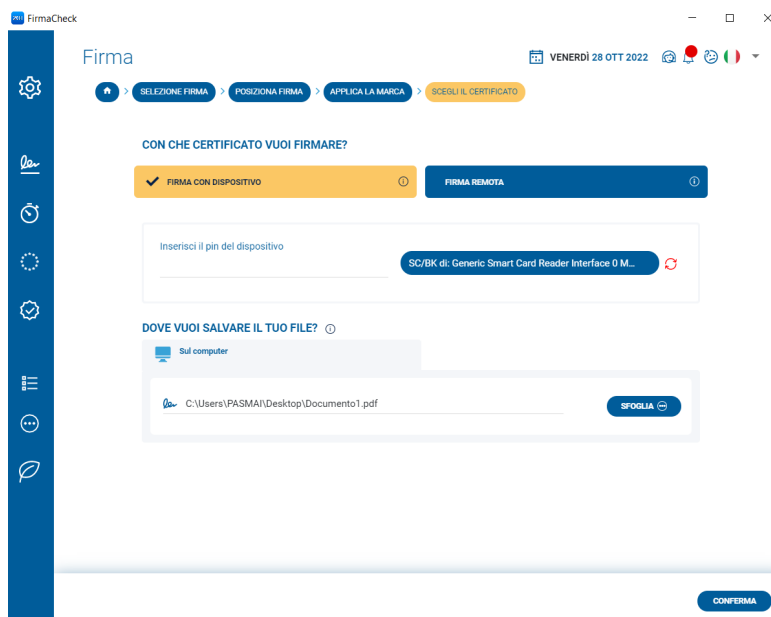 FirmaCheck
Firma
VENERDÌ 28 OTT 2022
SELEZIONE FIRMA > POSIZIONA FIRMA > APPLICA LA MARCA > SCEGLI IL CERTIFICATO
CON CHE CERTIFICATO VUOI FIRMARE?
FIRMA CON DISPOSITIVO
FIRMA REMOTA
Inserisci il pin del dispositivo
SC/BK di: Generic Smart Card Reader Interface 0 M...
DOVE VUOI SALVARE IL TUO FILE?
Sul computer
C:\Users\PASMAI\Desktop\Documento1.pdf
SFOGLIA
CONFERMA